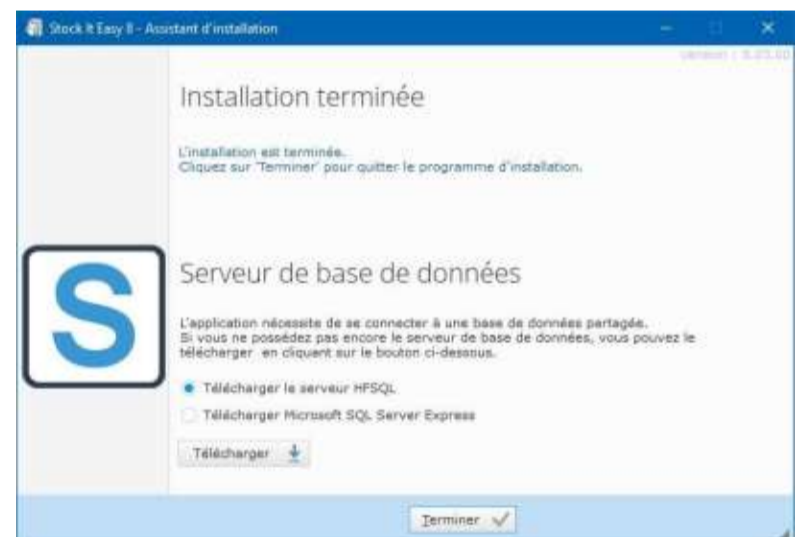 Stock It Easy 8 - Assistant d'installation
Installation terminée
L'installation est terminée.
Cliquez sur 'Terminer' pour quitter le programme d'installation.
S
Serveur de base de données
L'application nécessite de se connecter à une base de données partagée.
Si vous ne possédez pas encore le serveur de base de données, vous pouvez le
télécharger en cliquant sur le bouton ci-dessous.
Télécharger le serveur HFSQL
Télécharger Microsoft SQL Server Express
Télécharger
Terminer